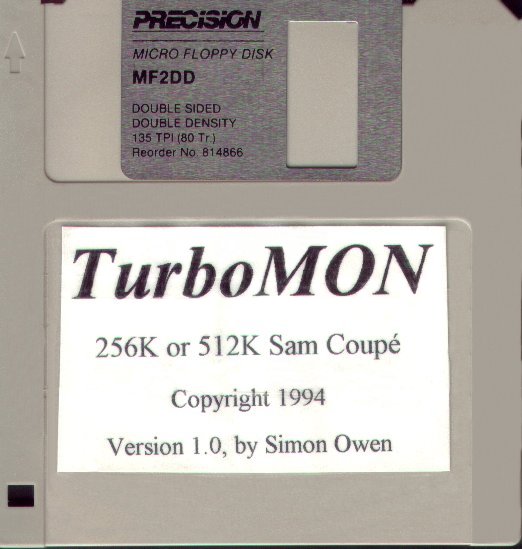 PRECISION
MICRO FLOPPY DISK
MF2DD
DOUBLE SIDED
DOUBLE DENSITY
135 TPI (80 Tr.)
Reorder No. 814866
TurboMON
256K or 512K Sam Coupé
Copyright 1994
Version 1.0, by Simon Owen